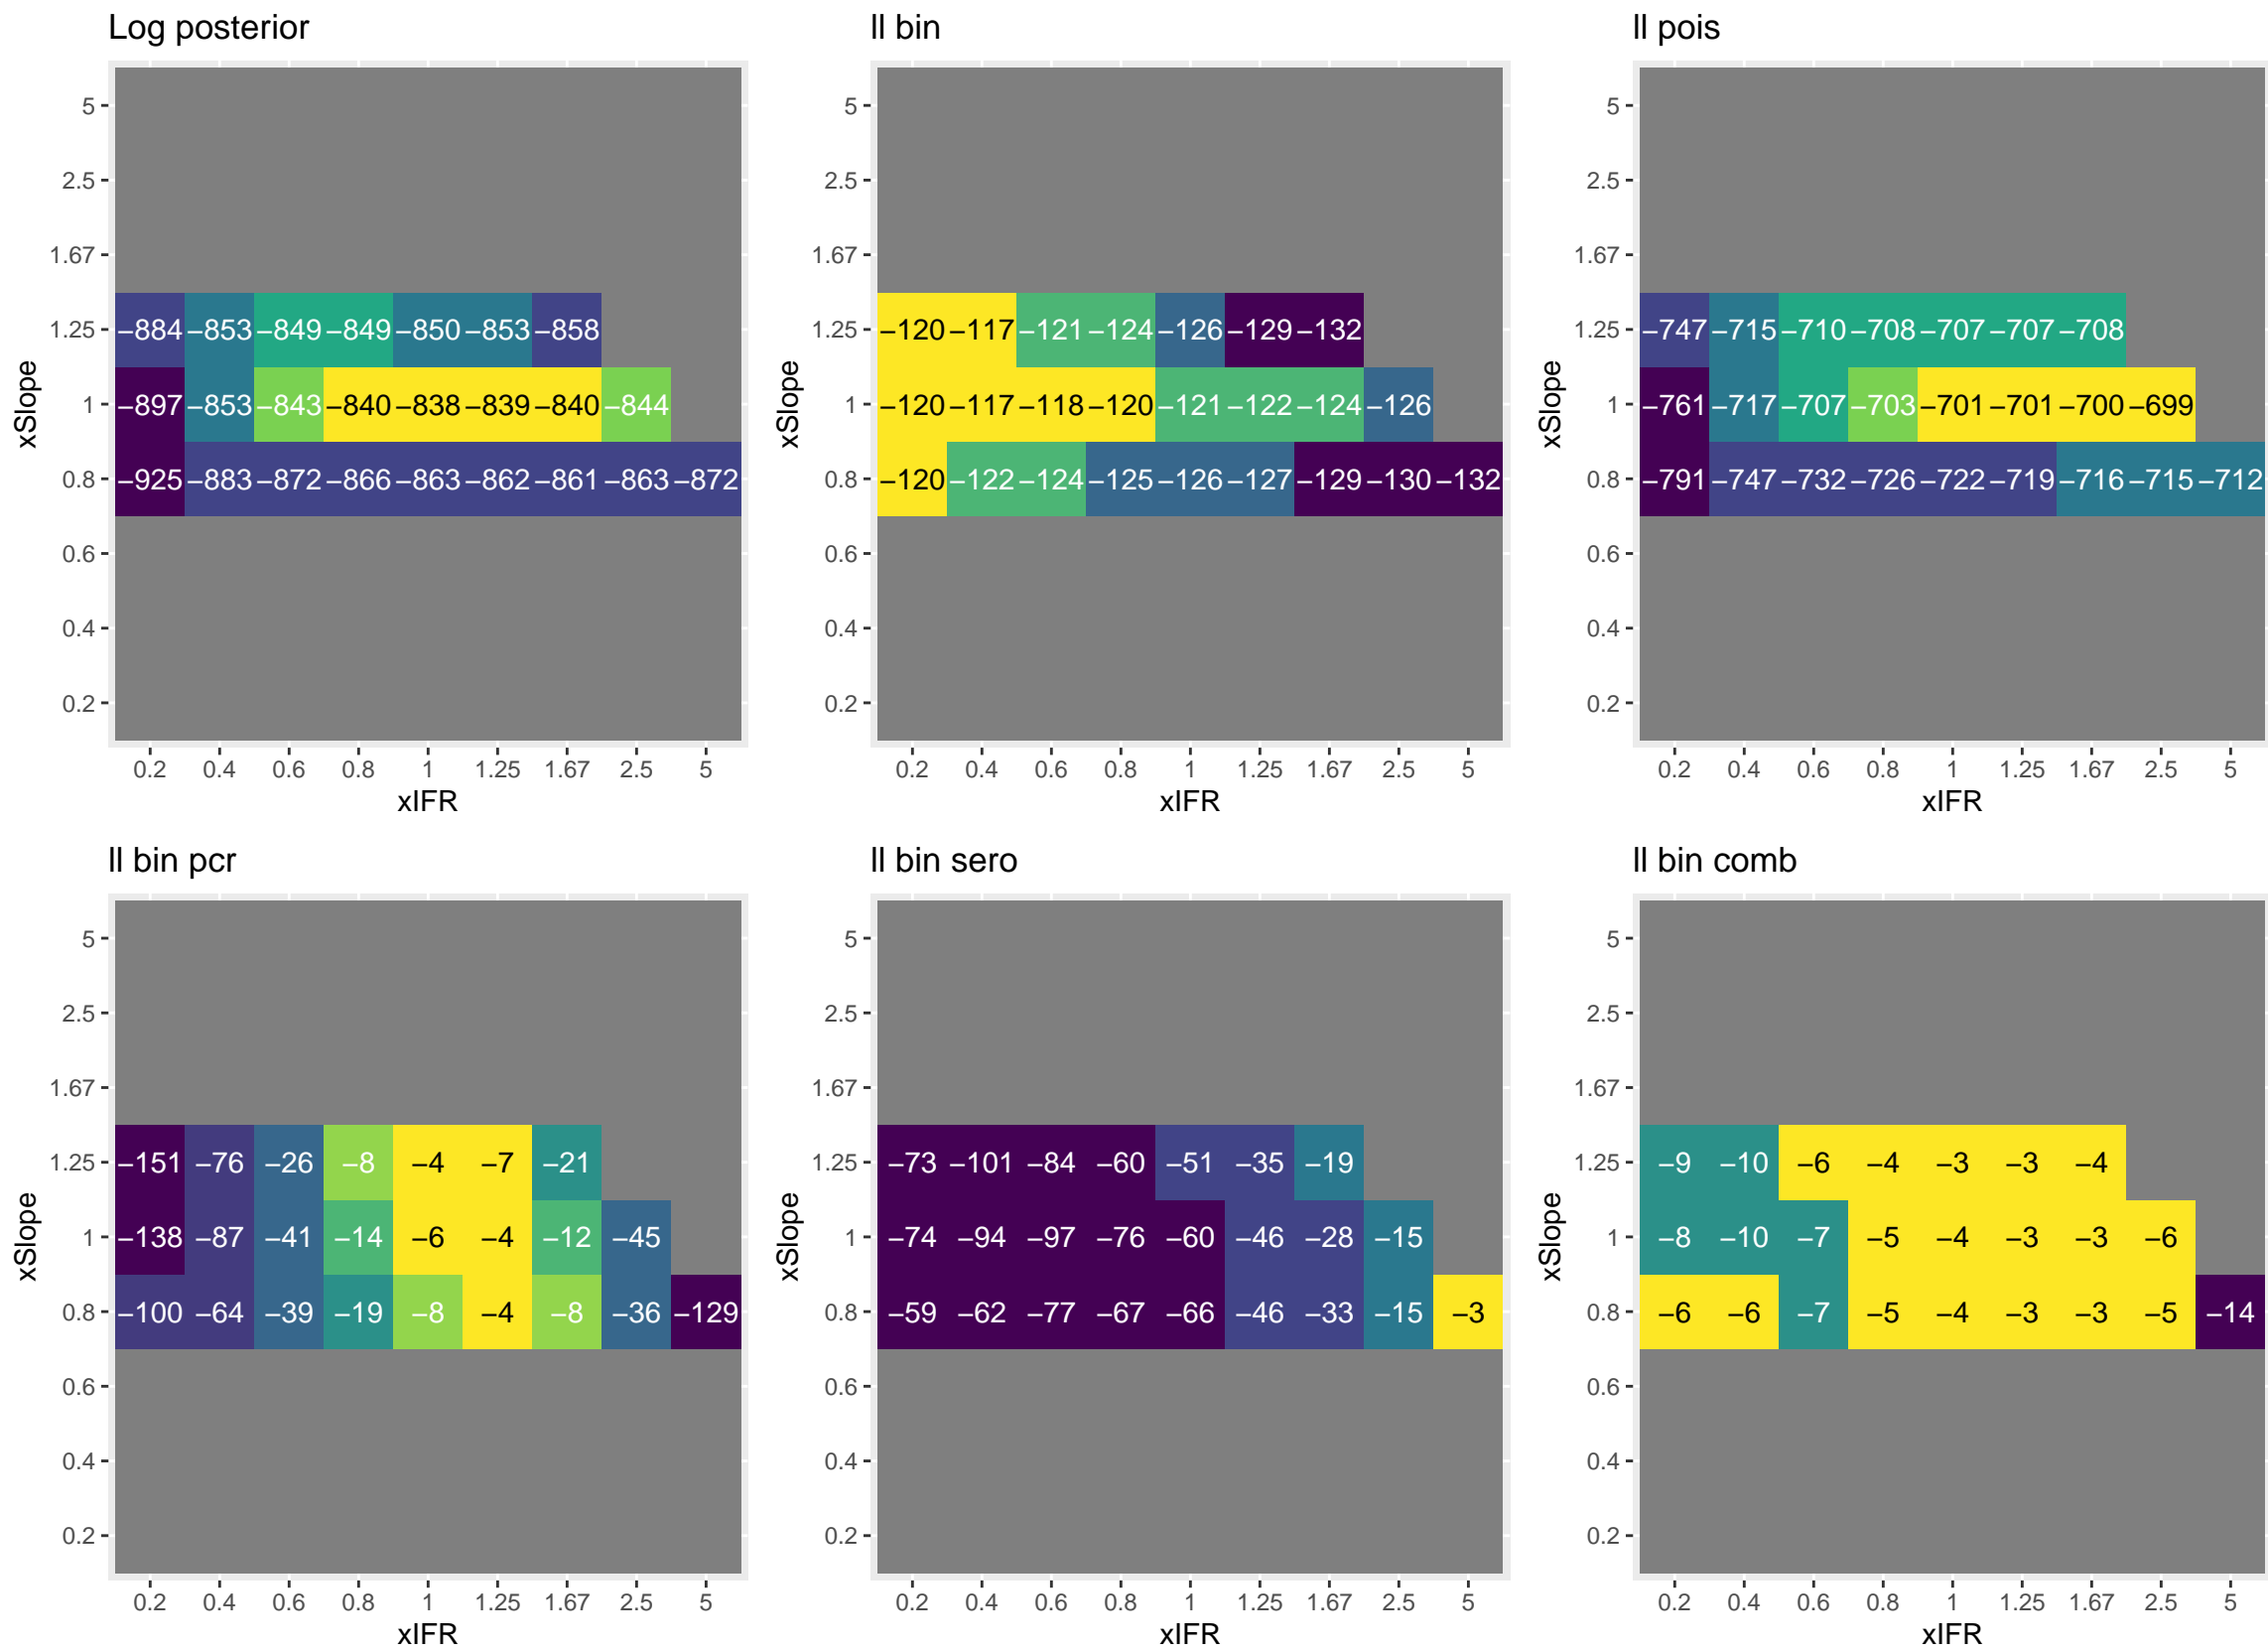 Log posterior
xSlope
5
2.5
1.67
1.25 −884 −853 −849 −849 −850 −853 −858
1 −897 −853 −843 −840 −838 −839 −840 −844
0.8 −925 −883 −872 −866 −863 −862 −861 −863 −872
0.6
0.4
0.2
0.2 0.4 0.6 0.8 1 1.25 1.67 2.5 5
xIFR
ll bin
xSlope
5
2.5
1.67
1.25 −120 −117 −121 −124 −126 −129 −132
1 −120 −117 −118 −120 −121 −122 −124 −126
0.8 −120 −122 −124 −125 −126 −127 −129 −130 −132
0.6
0.4
0.2
0.2 0.4 0.6 0.8 1 1.25 1.67 2.5 5
xIFR
ll pois
xSlope
5
2.5
1.67
1.25 −747 −715 −710 −708 −707 −707 −708
1 −761 −717 −707 −703 −701 −701 −700 −699
0.8 −791 −747 −732 −726 −722 −719 −716 −715 −712
0.6
0.4
0.2
0.2 0.4 0.6 0.8 1 1.25 1.67 2.5 5
xIFR
ll bin pcr
xSlope
5
2.5
1.67
1.25 −151 −76 −26 −8 −4 −7 −21
1 −138 −87 −41 −14 −6 −4 −12 −45
0.8 −100 −64 −39 −19 −8 −4 −8 −36 −129
0.6
0.4
0.2
0.2 0.4 0.6 0.8 1 1.25 1.67 2.5 5
xIFR
ll bin sero
xSlope
5
2.5
1.67
1.25 −73 −101 −84 −60 −51 −35 −19
1 −74 −94 −97 −76 −60 −46 −28 −15
0.8 −59 −62 −77 −67 −66 −46 −33 −15 −3
0.6
0.4
0.2
0.2 0.4 0.6 0.8 1 1.25 1.67 2.5 5
xIFR
ll bin comb
xSlope
5
2.5
1.67
1.25 −9 −10 −6 −4 −3 −3 −4
1 −8 −10 −7 −5 −4 −3 −3 −6
0.8 −6 −6 −7 −5 −4 −3 −3 −5 −14
0.6
0.4
0.2
0.2 0.4 0.6 0.8 1 1.25 1.67 2.5 5
xIFR